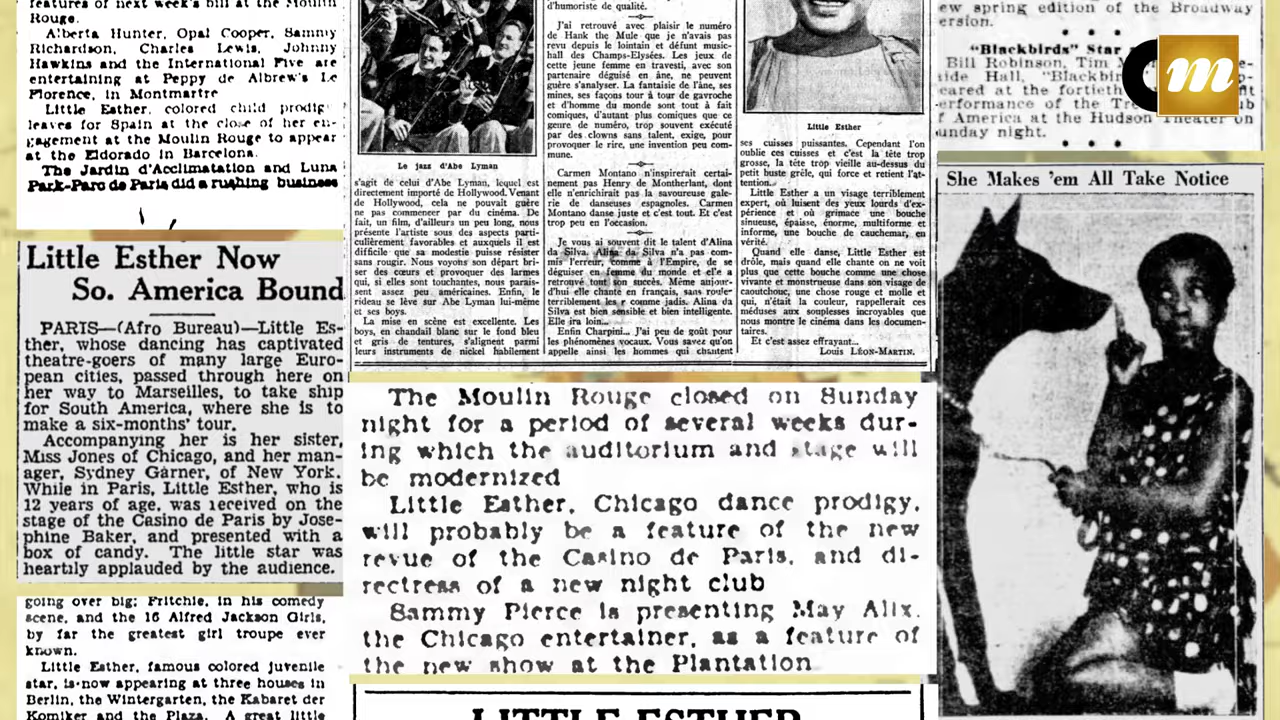 features of next week's bill at the Moulin
Rouge.
Alberta Hunter, Opal Cooper, Sammy
Richardson, Charles Lewis, Johnny
Hawkins and the International Five are
entertaining at Peppy de Albrew's Le
Florence, in Montmartre
Little Esther, colored child prodigy
leaves for Spain at the close of her en-
gagement at the Moulin Rouge to appear
at the Eldorado in Barcelona.
The Jardin d'Acclimatation and Luna
Park-Parc de Paris did a rushing business
Little Esther Now
So. America Bound
PARIS—(Afro Bureau)—Little Es-
ther, whose dancing has captivated
theatre-goers of many large Euro-
pean cities, passed through here on
her way to Marseilles, to take ship
for South America, where she is to
make a six-months' tour.
Accompanying her is her sister,
Miss Jones of Chicago, and her man-
ager, Sydney Garner, of New York.
While in Paris, Little Esther, who is
12 years of age, was received on the
stage of the Casino de Paris by Jose-
phine Baker, and presented with a
box of candy. The little star was
heartily applauded by the audience.
going over big; Fritchie, in his comedy
scene, and the 16 Alfred Jackson Girls,
by far the greatest girl troupe ever
known.
Little Esther, famous colored juvenile
star, is now appearing at three houses in
Berlin, the Wintergarten, the Kabaret der
Komiker and the Plaza. A great little
Le jazz d'Abe Lyman
s'agit de celui d'Abe Lyman, lequel est
directement importé de Hollywood. Venant
de Hollywood, cela ne pouvait guère
ne pas commencer par du cinéma. De
fait, un film, d'ailleurs un peu long, nous
présente l'artiste sous des aspects parti-
culièrement favorables et auxquels il est
difficile que sa modestie puisse résister
sans rougir. Nous voyons son départ bri-
ser des cœurs et provoquer des larmes
qui, si elles sont touchantes, nous parais-
sent assez peu américaines. Enfin, le
rideau se lève sur Abe Lyman lui-même
et ses boys.
La mise en scène est excellente. Les
boys, en chandail blanc sur le fond bleu
et gris de tentures, s'alignent parmi
leurs instruments de nickel habilement
d'humoriste de qualité.
J'ai retrouvé avec plaisir le numéro
de Hank the Mule que je n'avais pas
revu depuis le lointain et défunt music-
hall des Champs-Elysées. Les jeux de
cette jeune femme en travesti, avec son
partenaire déguisé en âne, ne peuvent
guère s'analyser. La fantaisie de l'âne, ses
mines, ses façons tour à tour de gavroche
et d'homme du monde sont tout à fait
comiques, d'autant plus comiques que ce
genre de numéro, trop souvent exécuté
par des clowns sans talent, exige, pour
provoquer le rire, une invention peu com-
mune.
Carmen Montano n'inspirerait certai-
nement pas Henry de Montherlant, dont
elle n'enrichirait pas la savoureuse gale-
rie de danseuses espagnoles. Carmen
Montano danse juste et c'est tout. Et c'est
trop peu en l'occasion.
Je vous ai souvent dit le talent d'Alina
da Silva. Alina da Silva n'a pas com-
mis l'erreur, comme à l'Empire, de se
déguiser en femme du monde et elle a
retrouvé tout son succès. Même aujour-
d'hui elle chante en français, sans rouler
terriblement les r comme jadis. Alina da
Silva est bien sensible et bien intelligente.
Elle ira loin...
Enfin Charpini... J'ai peu de goût pour
les phénomènes vocaux. Vous savez qu'on
appelle ainsi les hommes qui chantent
Little Esther
ses cuisses puissantes. Cependant l'on
oublie ces cuisses et c'est la tête trop
grosse, la tête trop vieille au-dessus du
petit buste grêle, qui force et retient l'at-
tention.
Little Esther a un visage terriblement
expert, où luisent des yeux lourds d'ex-
périence et où grimace une bouche
sinueuse, épaisse, énorme, multiforme et
informe, une bouche de cauchemar, en
vérité.
Quand elle danse, Little Esther est
drôle, mais quand elle chante on ne voit
plus que cette bouche comme une chose
vivante et monstrueuse dans son visage de
caoutchouc, une chose rouge et molle et
qui, n'était la couleur, rappellerait ces
méduses aux souplesses incroyables que
nous montre le cinéma dans les documen-
taires.
Et c'est assez effrayant...
Louis LÉON-MARTIN.
The Moulin Rouge closed on Sunday
night for a period of several weeks dur-
ing which the auditorium and stage will
be modernized
Little Esther, Chicago dance prodigy,
will probably be a feature of the new
revue of the Casino de Paris, and di-
rectress of a new night club
Sammy Pierce is presenting May Alix,
the Chicago entertainer, as a feature of
the new show at the Plantation
LITTLE ESTHER
ew spring edition of the Broadway
ersion.
"Blackbirds" Star
Bill Robinson, Tim
ide Hall, "Blackbir
eared at the fortieth
erformance of the Tre
f America at the Hudson Theater on
unday night.
m
She Makes 'em All Take Notice